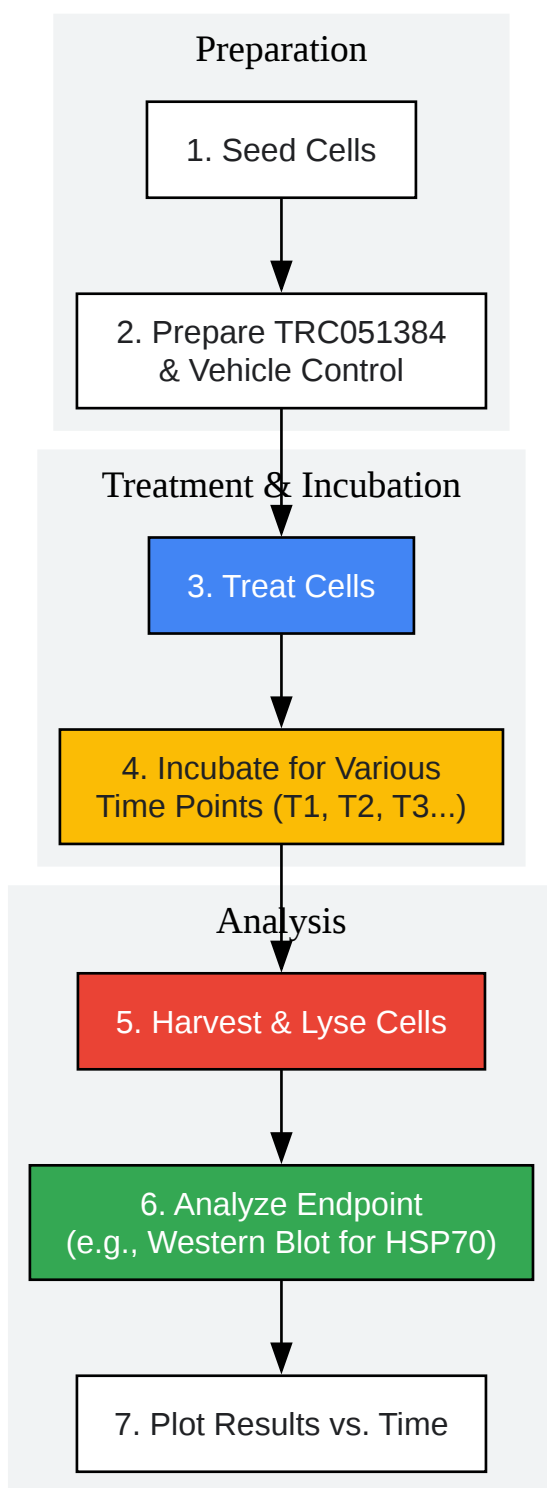 Preparation
1. Seed Cells
2. Prepare TRC051384
& Vehicle Control
Treatment & Incubation
3. Treat Cells
4. Incubate for Various
Time Points (T1, T2, T3...)
Analysis
5. Harvest & Lyse Cells
6. Analyze Endpoint
(e.g., Western Blot for HSP70)
7. Plot Results vs. Time